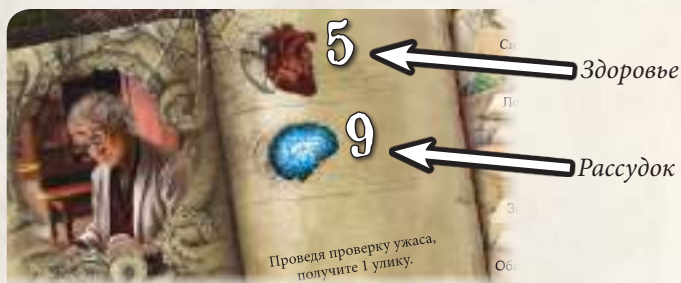 5
Здоровье
9
Рассудок
Проведя проверку ужаса,
получите 1 улику.